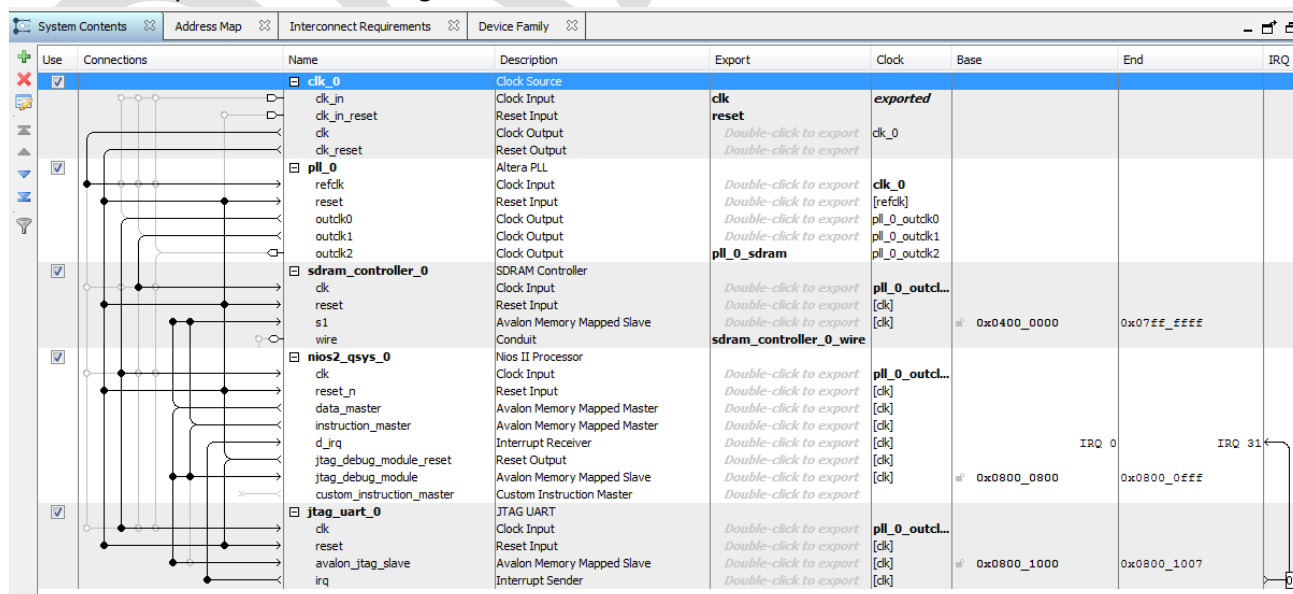 System Contents Address Map Interconnect Requirements Device Family
Use Connections Name Description Export Clock Base End IRQ
clk_0 Clock Source
clk_in Clock Input clk exported
clk_in_reset Reset Input reset
clk Clock Output Double-click to export clk_0
clk_reset Reset Output Double-click to export
pll_0 Altera PLL
refclk Clock Input Double-click to export clk_0
reset Reset Input Double-click to export [refclk]
outclk0 Clock Output Double-click to export pll_0_outclk0
outclk1 Clock Output Double-click to export pll_0_outclk1
outclk2 Clock Output pll_0_sdram pll_0_outclk2
sdram_controller_0 SDRAM Controller
clk Clock Input Double-click to export pll_0_outcl...
reset Reset Input Double-click to export [clk]
s1 Avalon Memory Mapped Slave Double-click to export [clk] 0x0400_0000 0x07ff_ffff
wire Conduit sdram_controller_0_wire
nios2_qsys_0 Nios II Processor
clk Clock Input Double-click to export pll_0_outcl...
reset_n Reset Input Double-click to export [clk]
data_master Avalon Memory Mapped Master Double-click to export [clk]
instruction_master Avalon Memory Mapped Master Double-click to export [clk]
d_irq Interrupt Receiver Double-click to export [clk] IRQ 0 IRQ 31
jtag_debug_module_reset Reset Output Double-click to export [clk]
jtag_debug_module Avalon Memory Mapped Slave Double-click to export [clk] 0x0800_0800 0x0800_0fff
custom_instruction_master Custom Instruction Master Double-click to export
jtag_uart_0 JTAG UART
clk Clock Input Double-click to export pll_0_outcl...
reset Reset Input Double-click to export [clk]
avalon_jtag_slave Avalon Memory Mapped Slave Double-click to export [clk] 0x0800_1000 0x0800_1007
irq Interrupt Sender Double-click to export [clk] 0